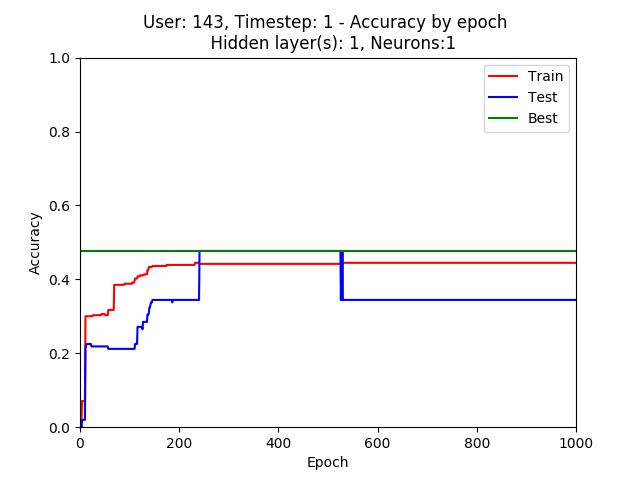 User: 143, Timestep: 1 - Accuracy by epoch
Hidden layer(s): 1, Neurons:1
Train
Test
Best
1.0
0.8
0.6
0.4
0.2
0.0
Accuracy
0 200 400 600 800 1000
Epoch